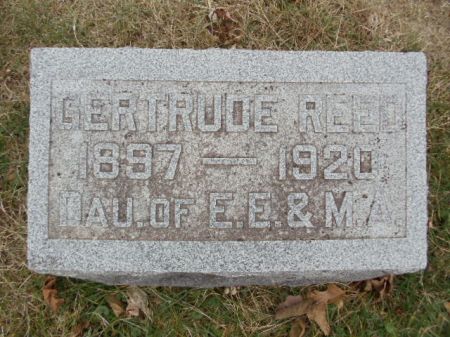 GERTRUDE REED
1897 — 1920
DAU. OF E. E. & M. A.